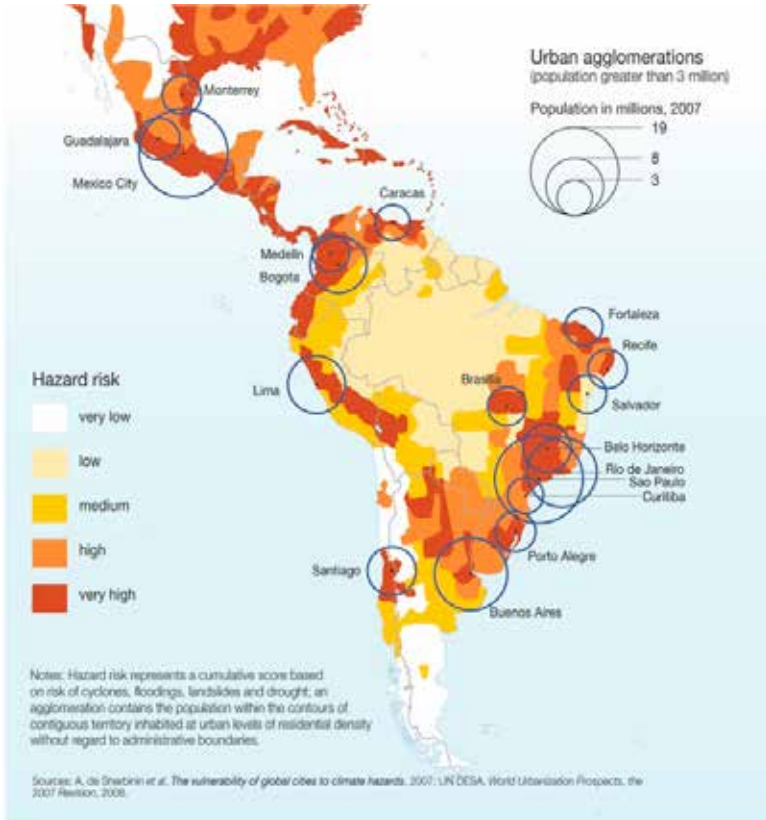 Urban agglomerations
(population greater than 3 million)
Population in millions, 2007
19
8
3
Monterrey
Guadalajara
Mexico City
Caracas
Medelín
Bogota
Fortaleza
Recife
Brasilia
Salvador
Lima
Belo Horizonte
Rio de Janeiro
Sao Paulo
Curitiba
Porto Alegre
Santiago
Buenos Aires
Hazard risk
very low
low
medium
high
very high
Notes: Hazard risk represents a cumulative score based
on risk of cyclones, floodings, landslides and drought; an
agglomeration contains the population within the contours of
contiguous territory inhabited at urban levels of residential density
without regard to administrative boundaries.
Sources: A. de Sherbinin et al. The vulnerability of global cities to climate hazards, 2007; UN DESA, World Urbanization Prospects, the
2007 Revision, 2008.